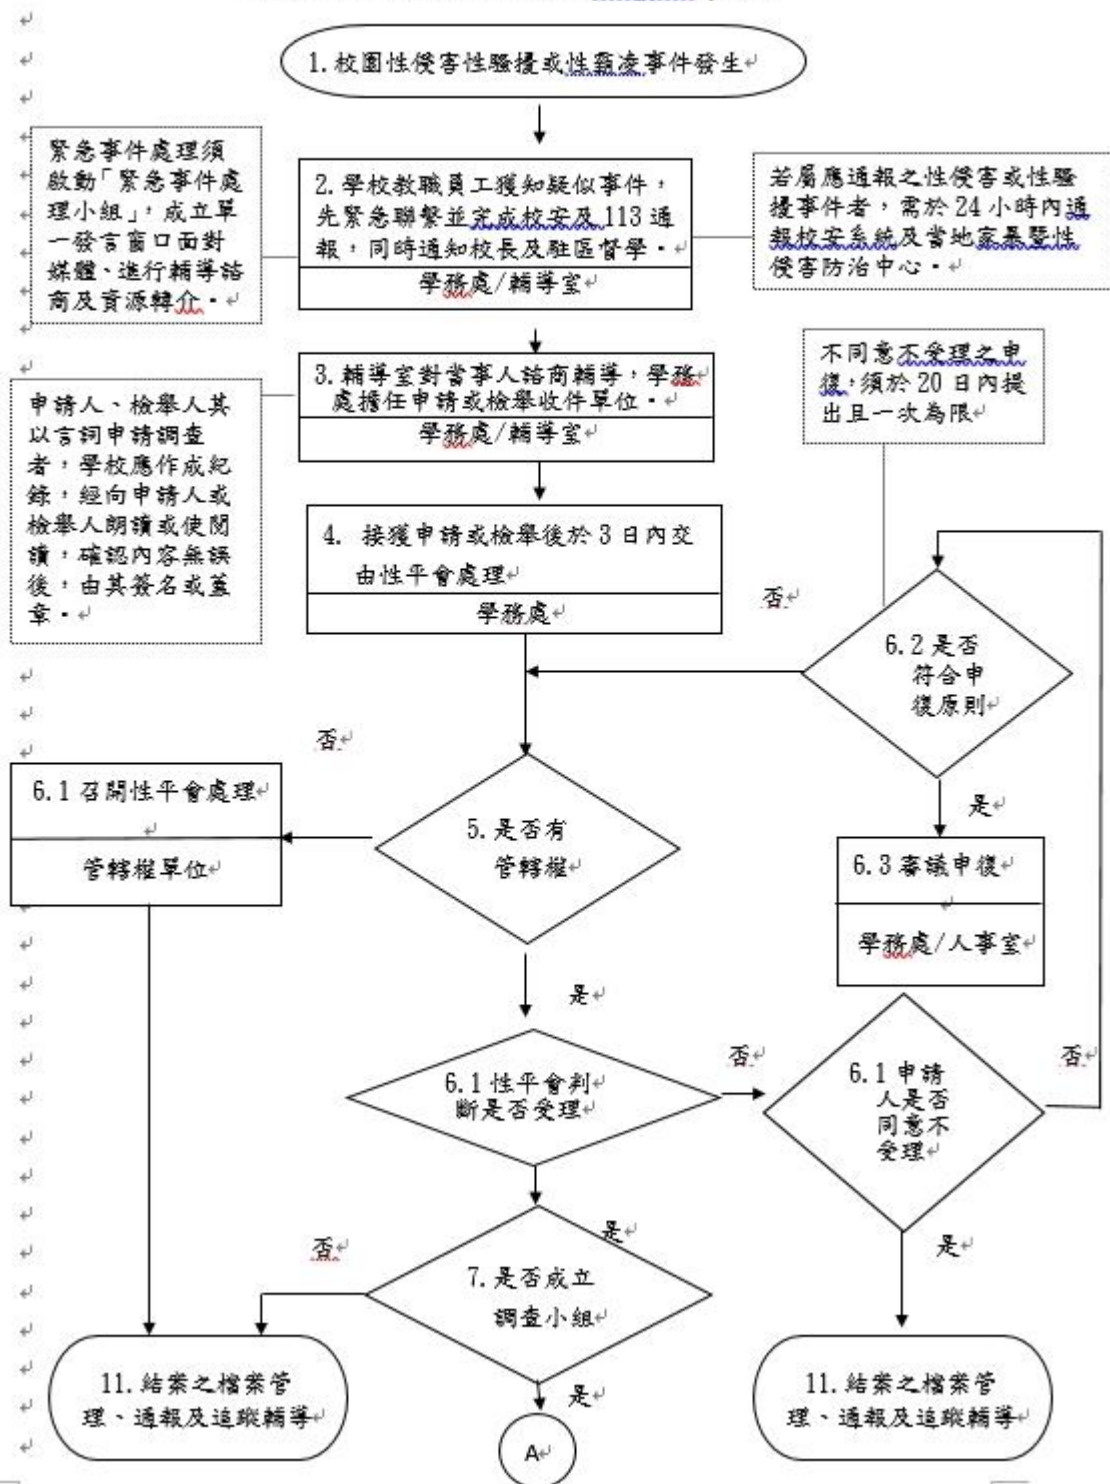 1.校園性侵害性騷擾或性霸凌事件發生
緊急事件處理須
啟動「緊急事件處
理小組」，成立單
一發言窗口面對
媒體、進行輔導諮
商及資源轉介。
2.學校教職員工獲知疑似事件，
先緊急聯繫並完成校安及113通
報，同時通知校長及駐區督學。
學務處/輔導室
若屬應通報之性侵害或性騷
擾事件者，需於24小時內通
報校安系統及當地家暴暨性
侵害防治中心。
3.輔導室對當事人諮商輔導，學務
處擔任申請或檢舉收件單位。
學務處/輔導室
不同意不受理之申
復，須於20日內提
出且一次為限
申請人、檢舉人其
以言詞申請調查
者，學校應作成紀
錄，經向申請人或
檢舉人朗讀或使閱
讀，確認內容無誤
後，由其簽名或蓋
章。
4. 接獲申請或檢舉後於3日內交
由性平會處理
學務處
否
6.2是否
符合申
復原則
否
是
6.1召開性平會處理
管轄權單位
5.是否有
管轄權
6.3審議申復
學務處/人事室
是
6.1性平會判
斷是否受理
否
6.1申請
人是否
同意不
受理
否
是
是
否
7.是否成立
調查小組
是
11.結案之檔案管
理、通報及追蹤輔導
A
11.結案之檔案管
理、通報及追蹤輔導